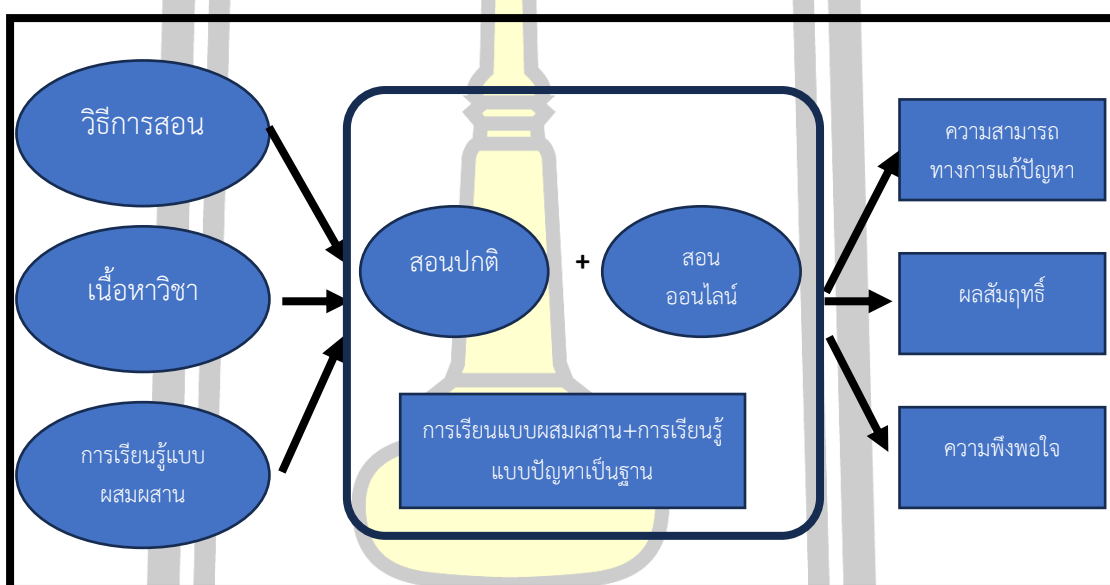 วิธีการสอน
เนื้อหาวิชา
การเรียนรู้แบบ
ผสมผสาน
สอนปกติ
+
สอน
ออนไลน์
การเรียนแบบผสมผสาน+การเรียนรู้
แบบปัญหาเป็นฐาน
ความสามารถ
ทางการแก้ปัญหา
ผลสัมฤทธิ์
ความพึงพอใจ